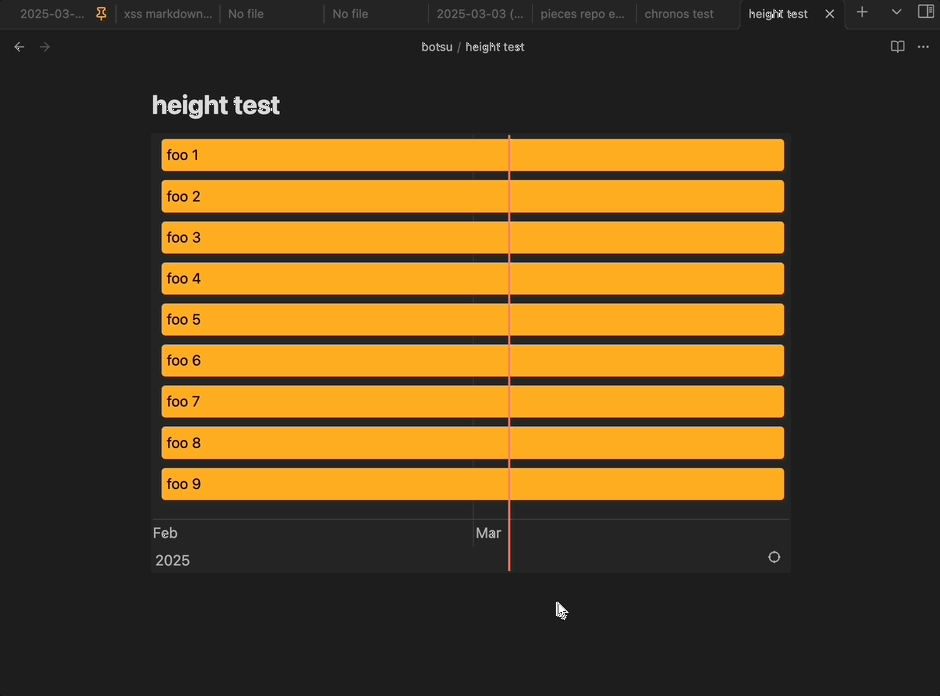 2025-03-... xss markdown... No file No file 2025-03-03 (... pieces repo e... chronos test height test
botsu / height test
height test
foo 1
foo 2
foo 3
foo 4
foo 5
foo 6
foo 7
foo 8
foo 9
Feb Mar
2025